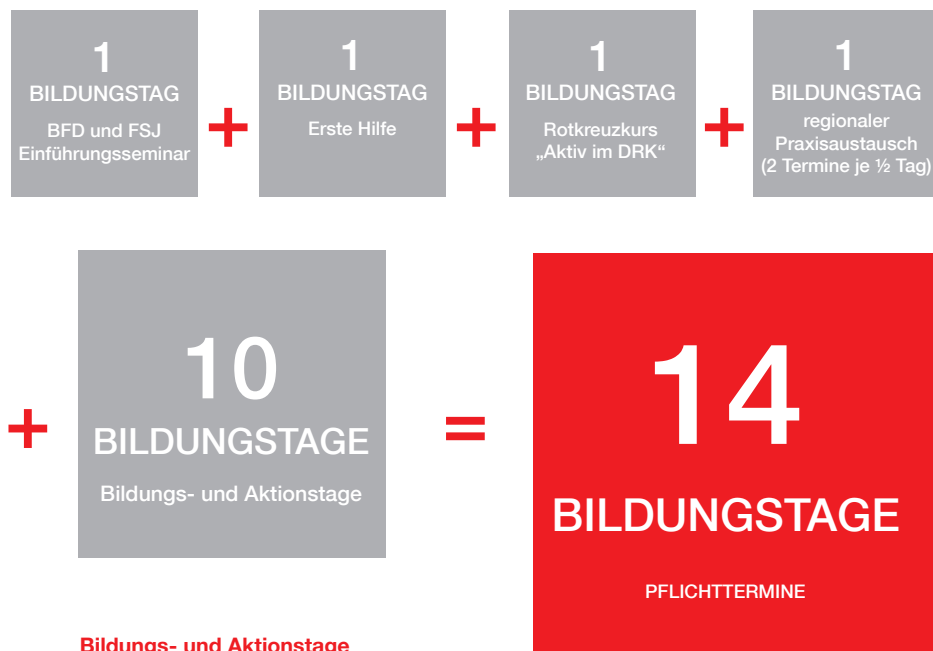 1
BILDUNGSTAG
BFD und FSJ
Einführungsseminar
+
1
BILDUNGSTAG
Erste Hilfe
+
1
BILDUNGSTAG
Rotkreuzkurs
„Aktiv im DRK“
+
1
BILDUNGSTAG
regionaler
Praxisaustausch
(2 Termine je ½ Tag)
+
10
BILDUNGSTAGE
Bildungs- und Aktionstage
=
14
BILDUNGSTAGE
PFLICHTTERMINE
Bildungs- und Aktionstage